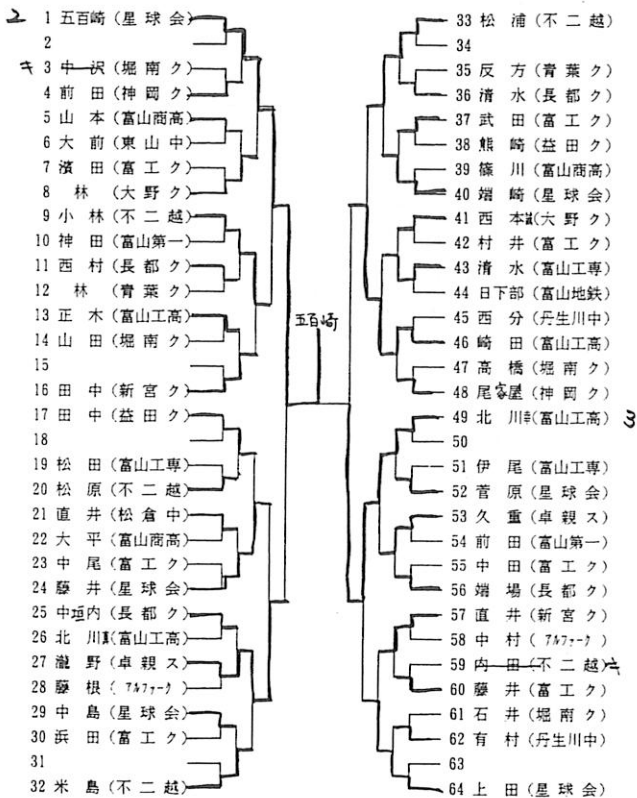 2 1 五百崎 (星球会)
2
キ 3 中沢 (堀南ク)
4 前田 (神岡ク)
5 山本 (富山商高)
6 大前 (東山中)
7 濱田 (富工ク)
8 林 (大野ク)
9 小林 (不二越)
10 神田 (富山第一)
11 西村 (長都ク)
12 林 (青葉ク)
13 正木 (富山工高)
14 山田 (堀南ク)
15
16 田中 (新宮ク)
17 田中 (益田ク)
18
19 松田 (富山工専)
20 松原 (不二越)
21 直井 (松倉中)
22 大平 (富山商高)
23 中尾 (富工ク)
24 藤井 (星球会)
25 中垣内 (長都ク)
26 北川 (富山工高)
27 瀧野 (卓親ス)
28 藤根 (アルファーク)
29 中島 (星球会)
30 浜田 (富工ク)
31
32 米島 (不二越)
五百崎
33 松浦 (不二越)
34
35 反方 (青葉ク)
36 清水 (長都ク)
37 武田 (富工ク)
38 熊崎 (益田ク)
39 篠川 (富山商高)
40 端崎 (星球会)
41 西本 (大野ク)
42 村井 (富工ク)
43 清水 (富山工専)
44 日下部 (富山地鉄)
45 西分 (丹生川中)
46 崎田 (富山工高)
47 高橋 (堀南ク)
48 尾屋 (神岡ク)
49 北川 (富山工高) 3
50
51 伊尾 (富山工専)
52 菅原 (星球会)
53 久重 (卓親ス)
54 前田 (富山第一)
55 中田 (富工ク)
56 端場 (長都ク)
57 直井 (新宮ク)
58 中村 (アルファーク)
59 内田 (不二越) キ
60 藤井 (富工ク)
61 石井 (堀南ク)
62 有村 (丹生川中)
63
64 上田 (星球会)